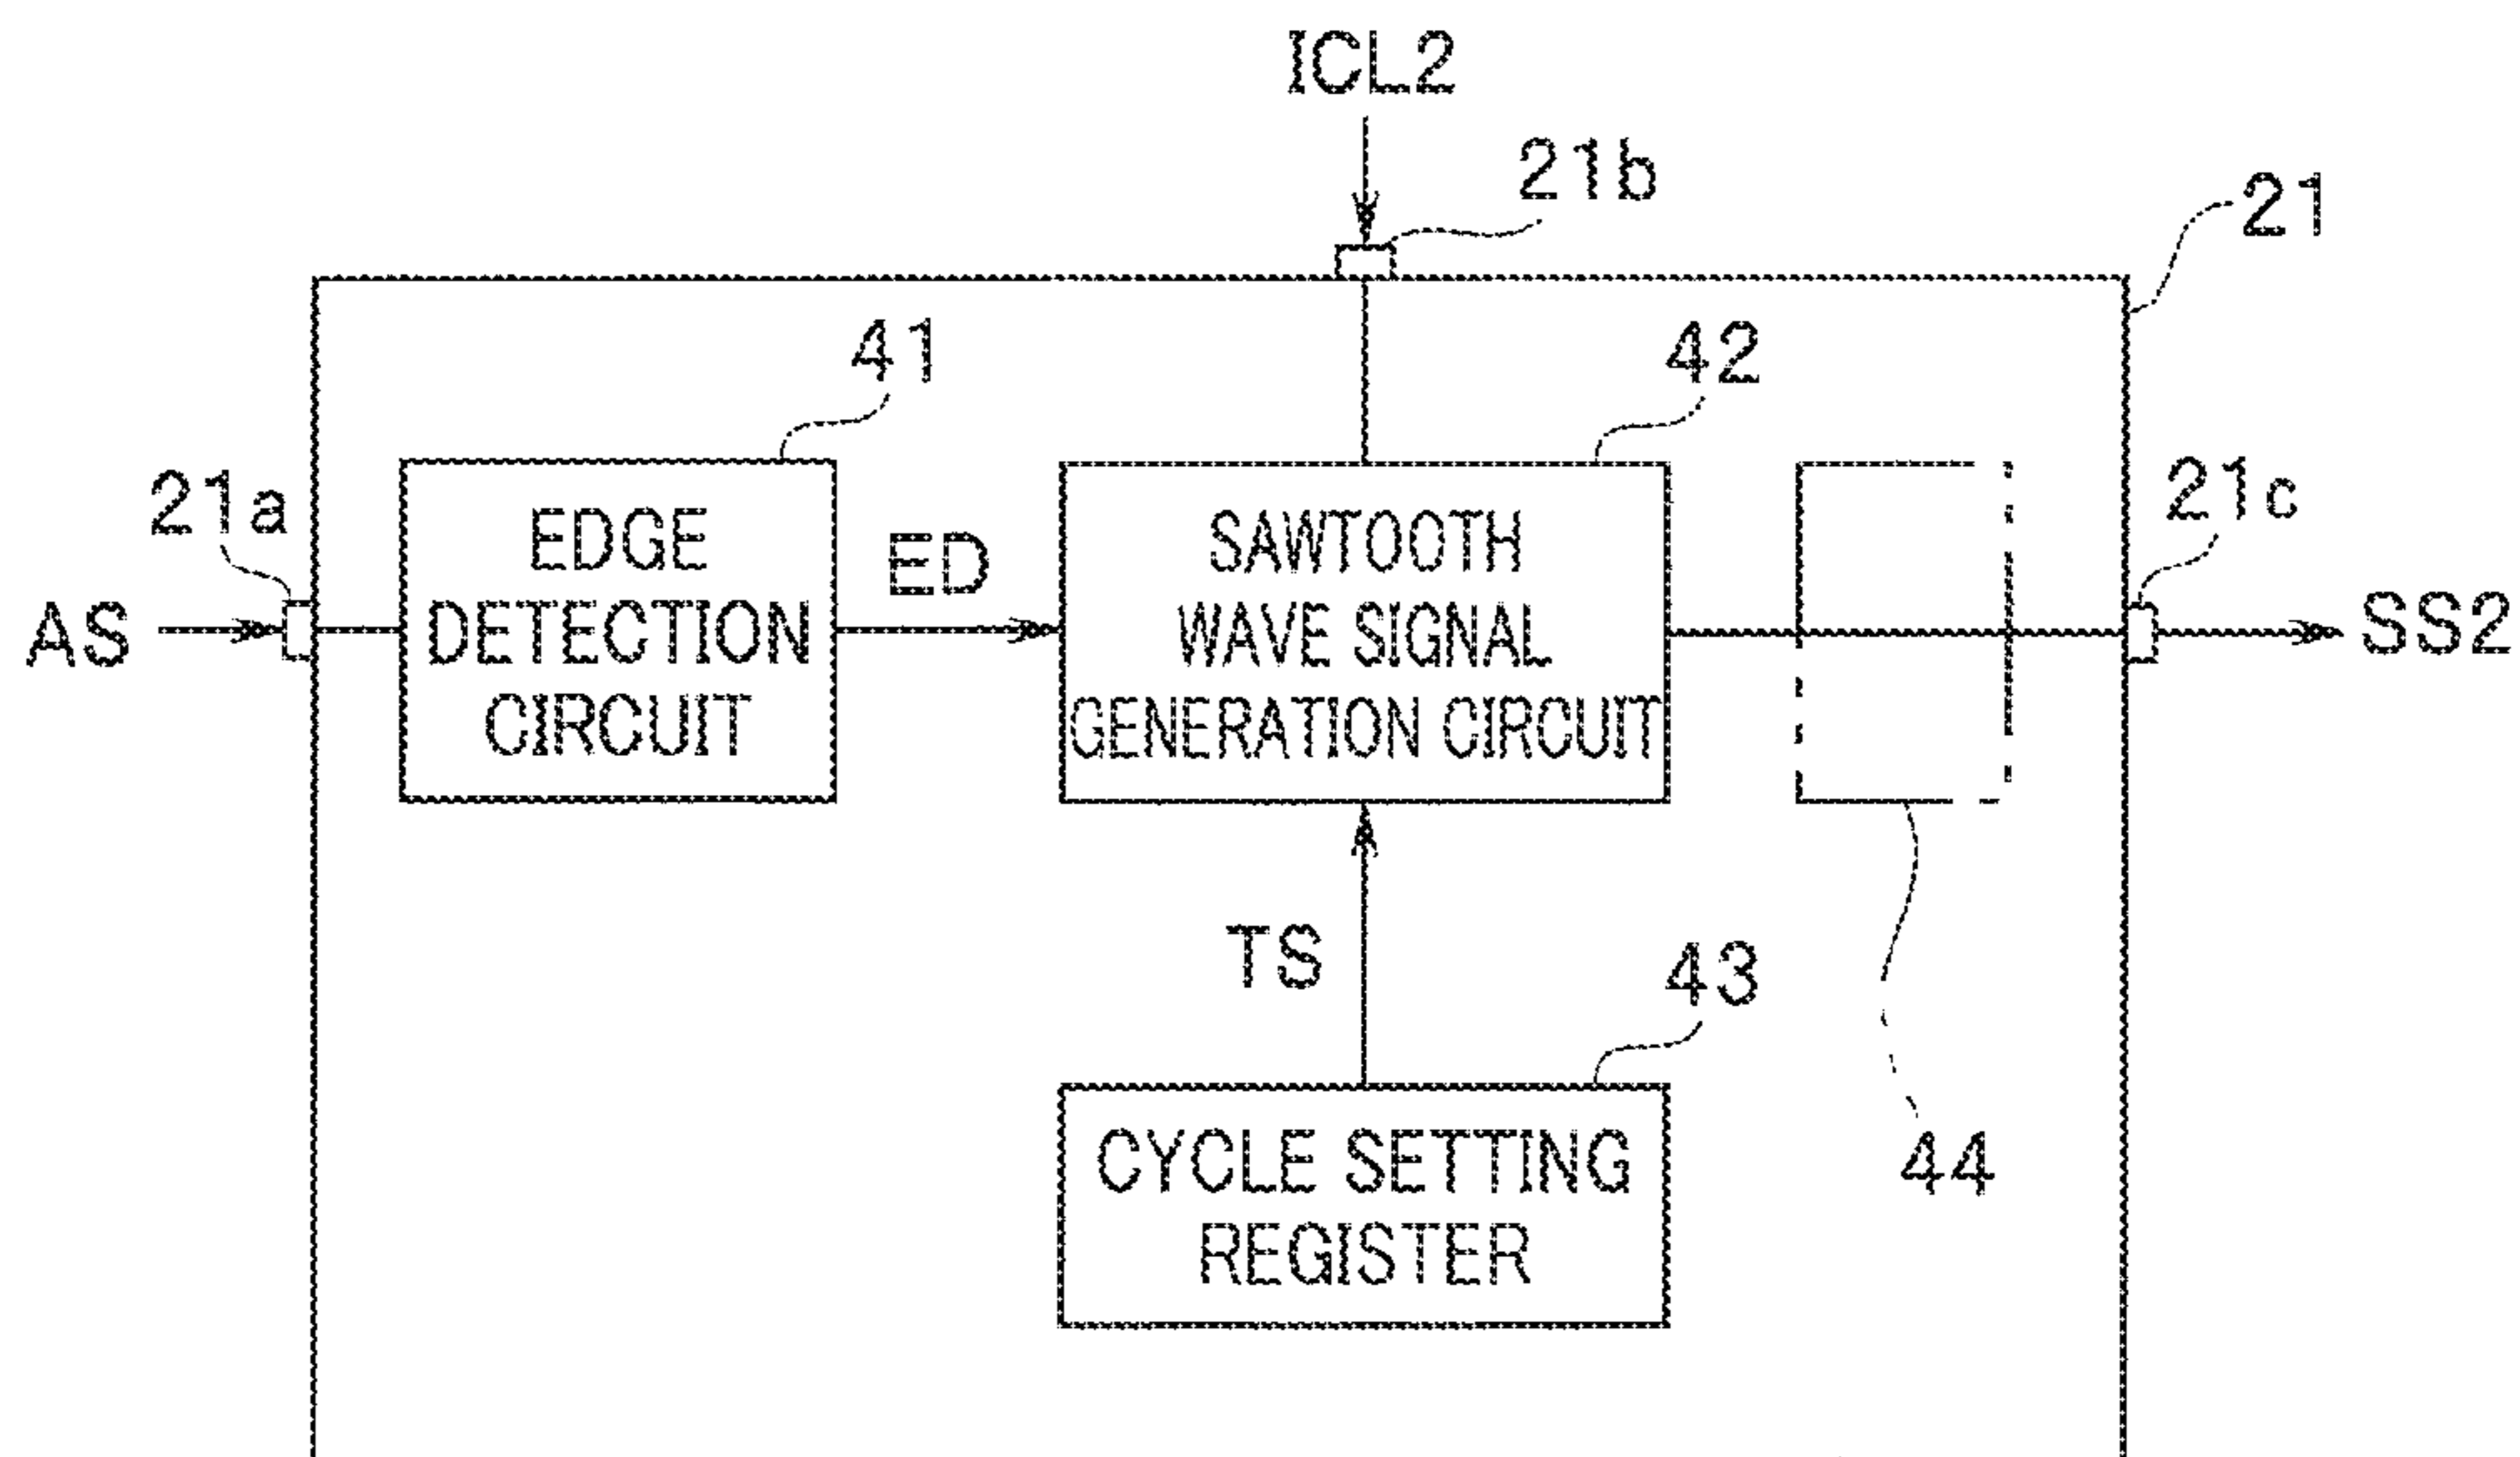 ICL2
21b
21
41
42
21a
21c
EDGE
DETECTION
CIRCUIT
ED
SAWTOOTH
WAVE SIGNAL
GENERATION CIRCUIT
AS
SS2
TS
43
CYCLE SETTING
REGISTER
44